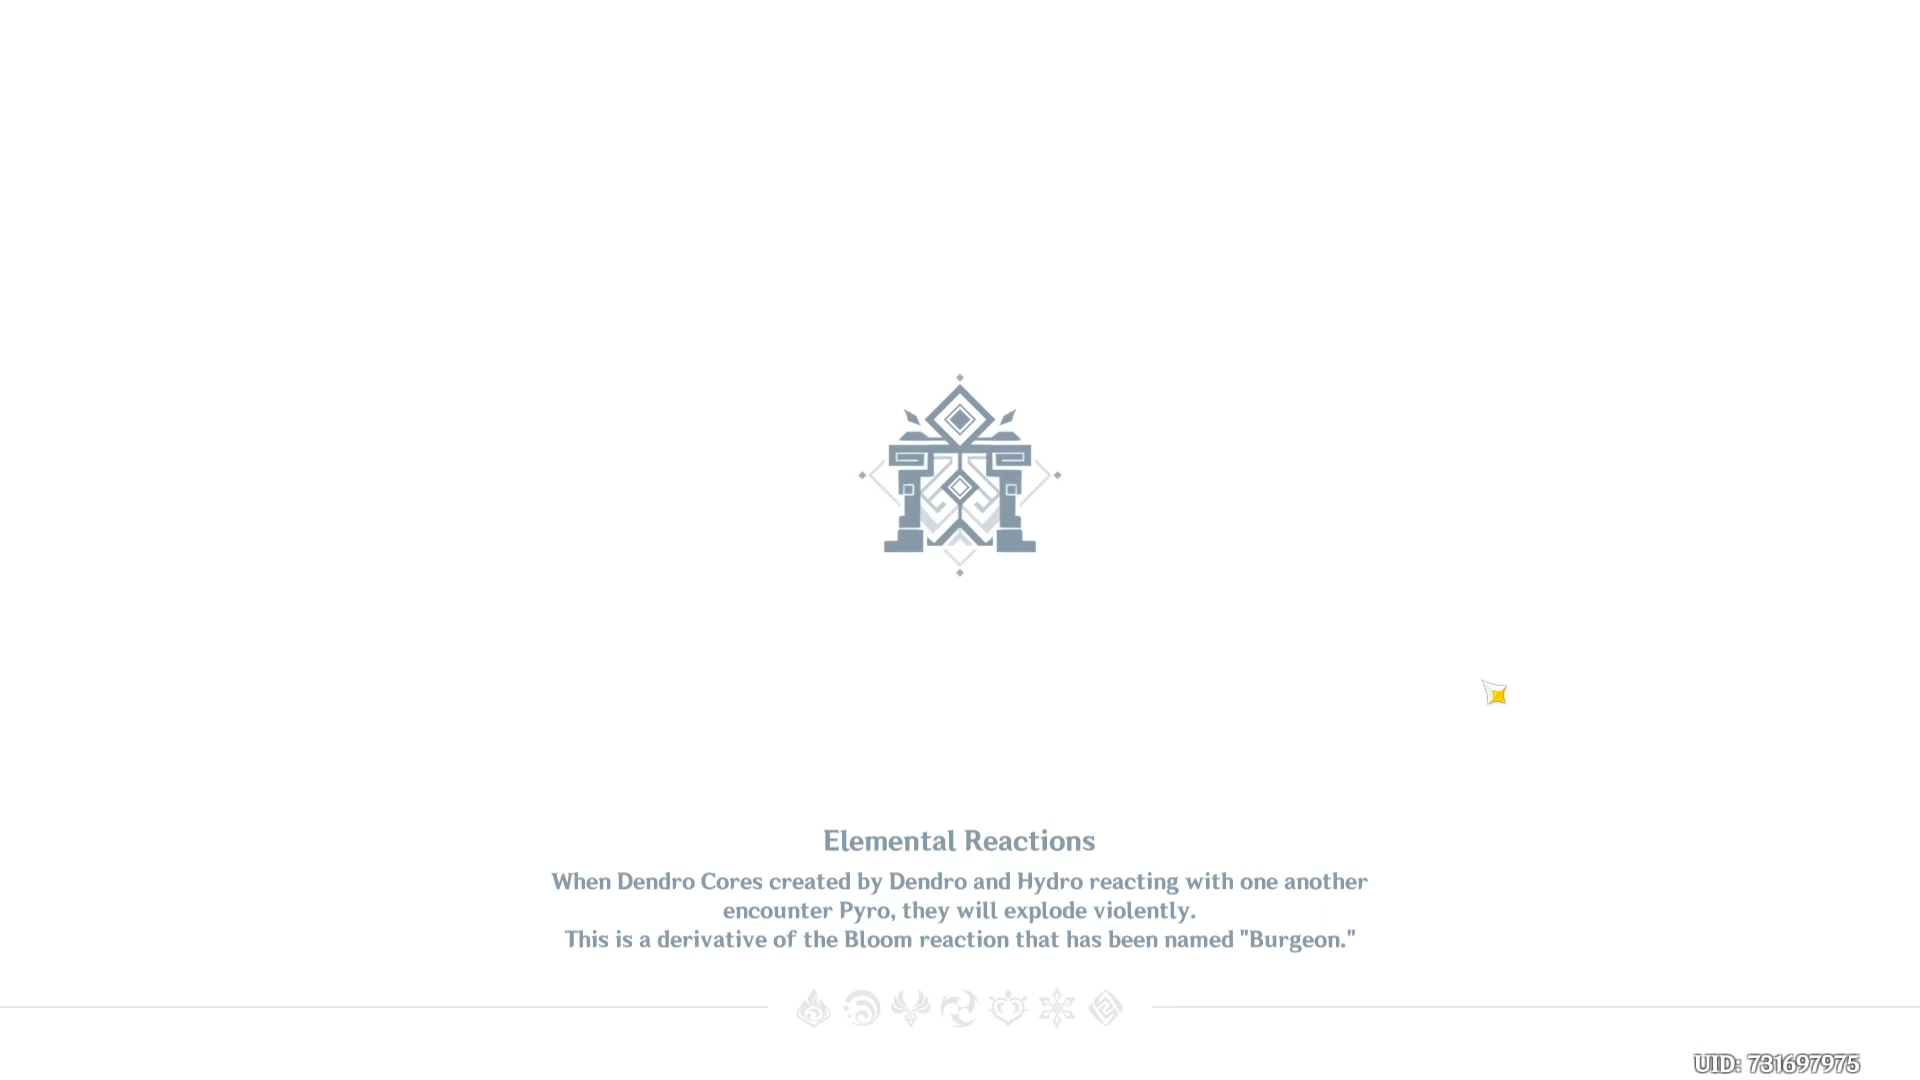 Elemental Reactions
When Dendro Cores created by Dendro and Hydro reacting with one another
encounter Pyro, they will explode violently.
This is a derivative of the Bloom reaction that has been named "Burgeon."
UID: 731697975